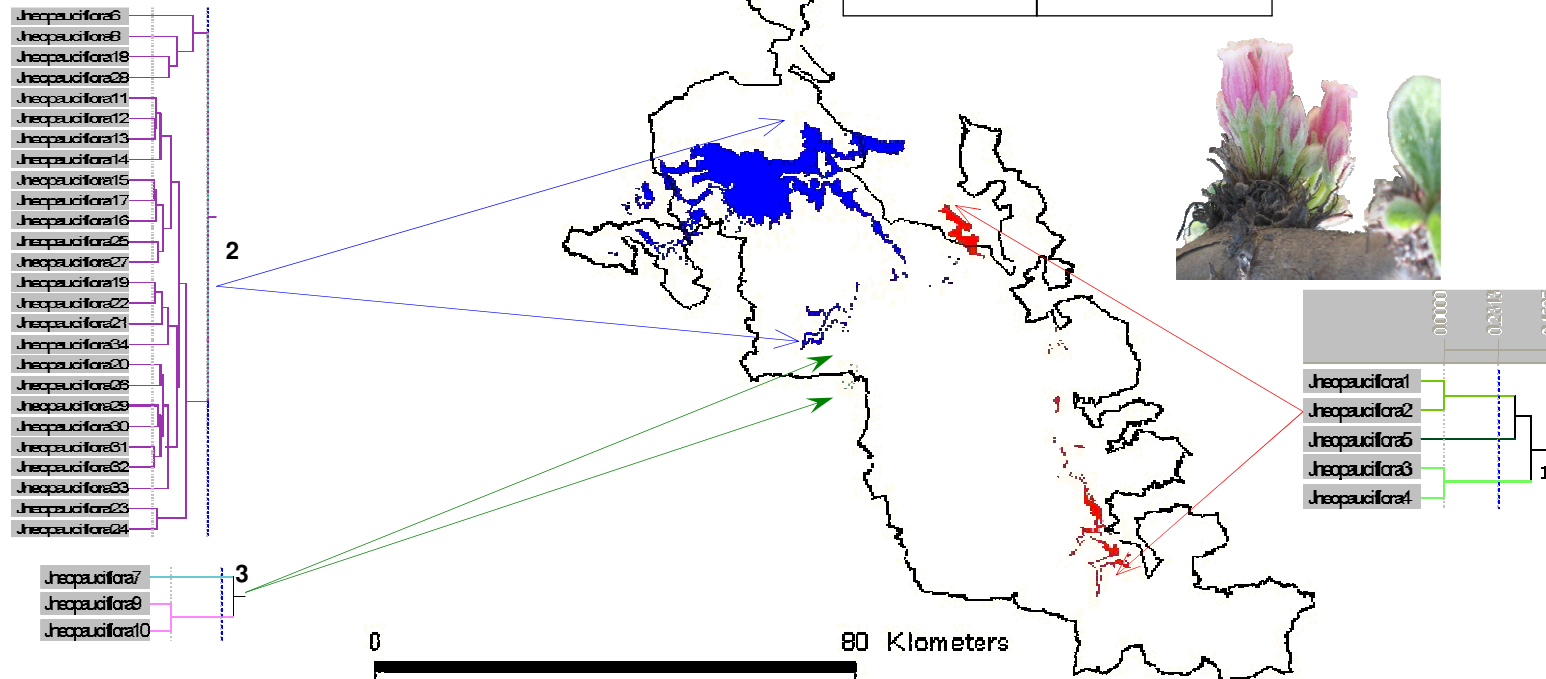 Jneopauciflora6
Jneopauciflora8
Jneopauciflora18
Jneopauciflora28
Jneopauciflora11
Jneopauciflora12
Jneopauciflora13
Jneopauciflora14
Jneopauciflora15
Jneopauciflora17
Jneopauciflora16
Jneopauciflora25
Jneopauciflora27
Jneopauciflora19
Jneopauciflora22
Jneopauciflora21
Jneopauciflora34
Jneopauciflora20
Jneopauciflora26
Jneopauciflora29
Jneopauciflora30
Jneopauciflora31
Jneopauciflora32
Jneopauciflora33
Jneopauciflora23
Jneopauciflora24
2
Jneopauciflora7
Jneopauciflora9
Jneopauciflora10
3
0 80 Klometers
0.0000
Jneopauciflora1
Jneopauciflora2
Jneopauciflora5
Jneopauciflora3
Jneopauciflora4
1